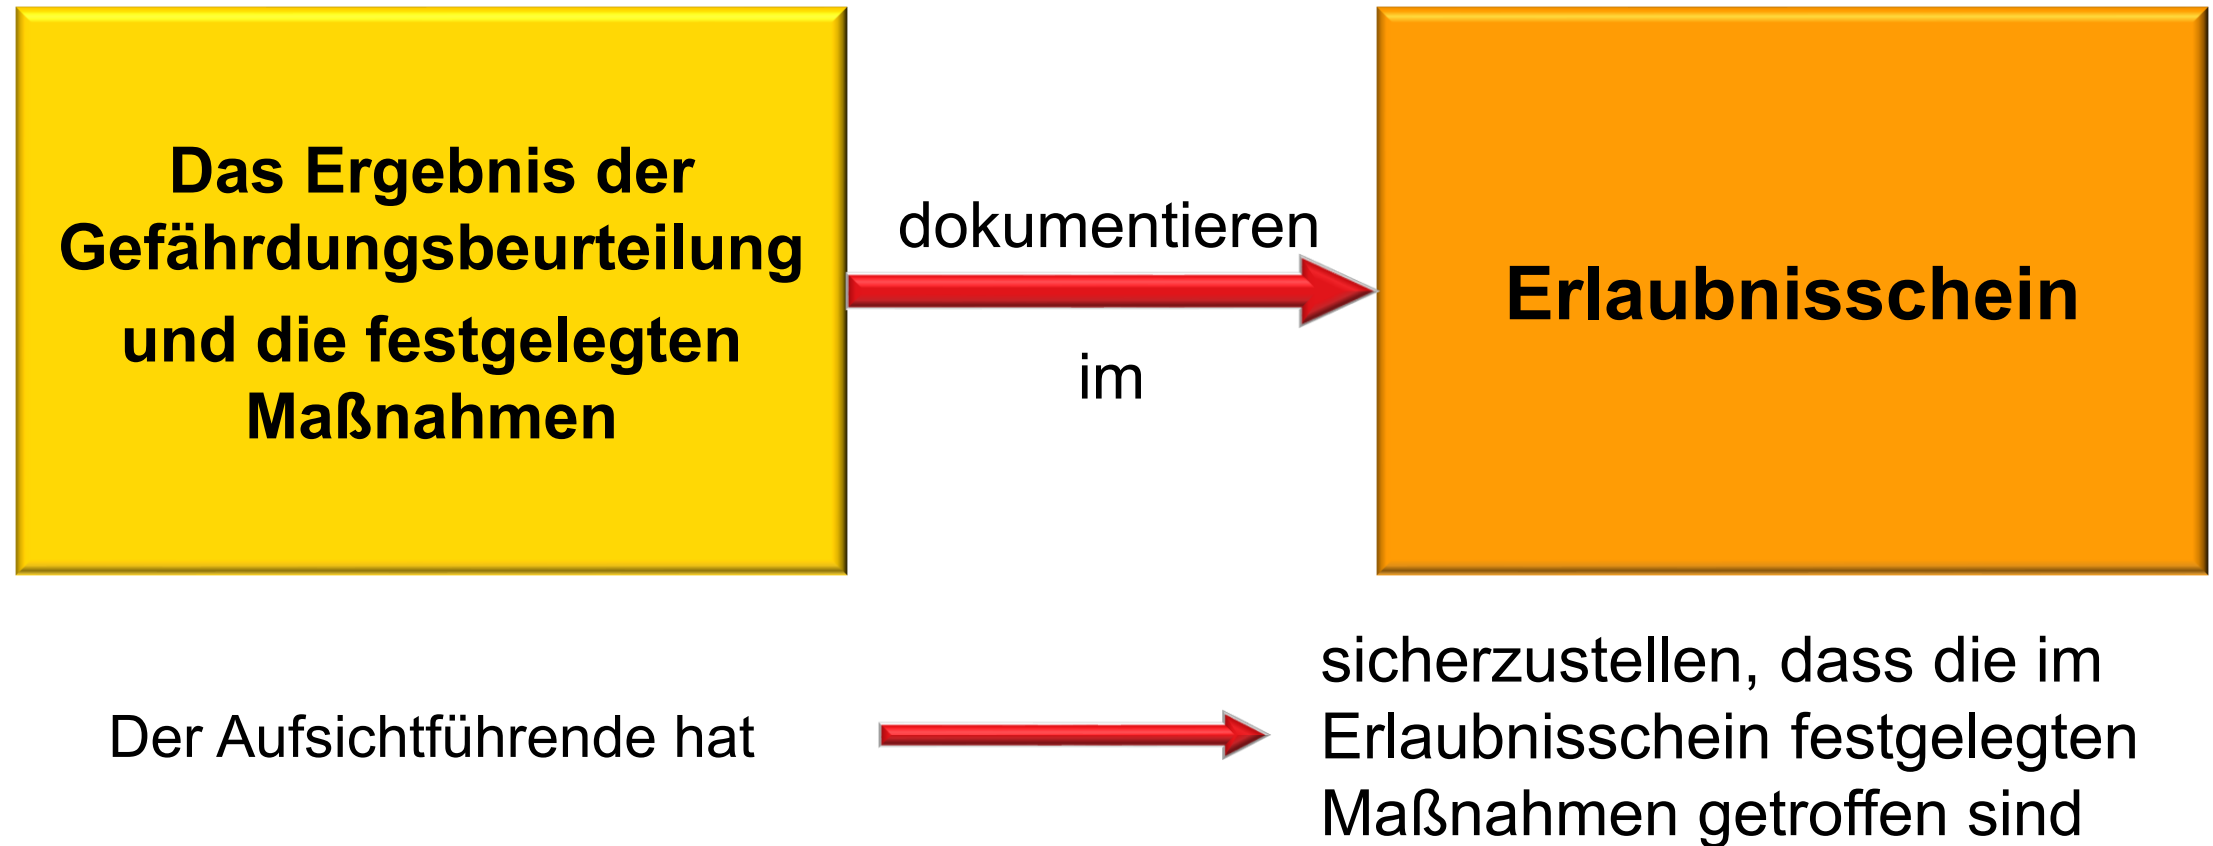 Das Ergebnis der
Gefährdungsbeurteilung
und die festgelegten
Maßnahmen
dokumentieren
im
Erlaubnisschein
Der Aufsichtführende hat
sicherzustellen, dass die im
Erlaubnisschein festgelegten
Maßnahmen getroffen sind